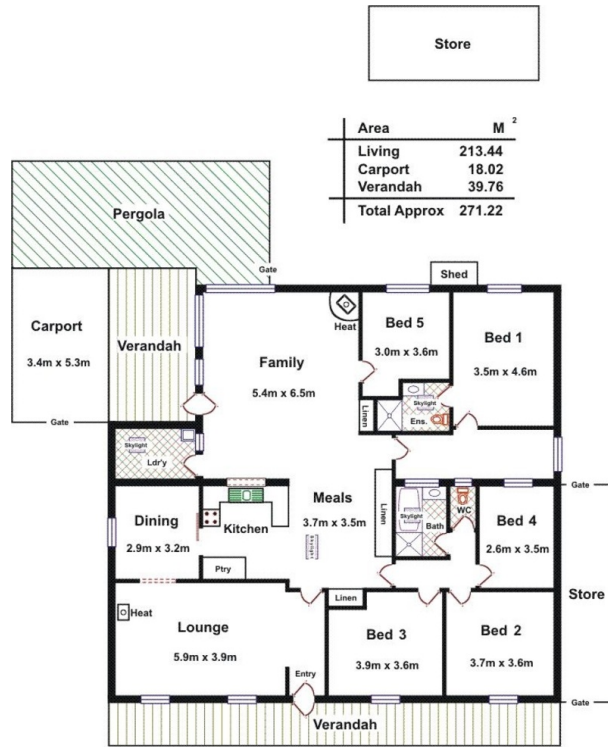 Store
Area M 2
Living 213.44
Carport 18.02
Verandah 39.76
Total Approx 271.22
Pergola
Gate
Shed
Carport
3.4m x 5.3m
Verandah
Heat
Family
5.4m x 6.5m
Bed 5
3.0m x 3.6m
Bed 1
3.5m x 4.6m
Linen
Skylight
Ens.
Gate
Skylight
Ldr'y
Gate
Dining
2.9m x 3.2m
Kitchen
Ptry
Meals
3.7m x 3.5m
Skylight
Linen
Skylight
Bath
WC
Bed 4
2.6m x 3.5m
Store
Heat
Lounge
5.9m x 3.9m
Entry
Linen
Bed 3
3.9m x 3.6m
Bed 2
3.7m x 3.6m
Gate
Verandah